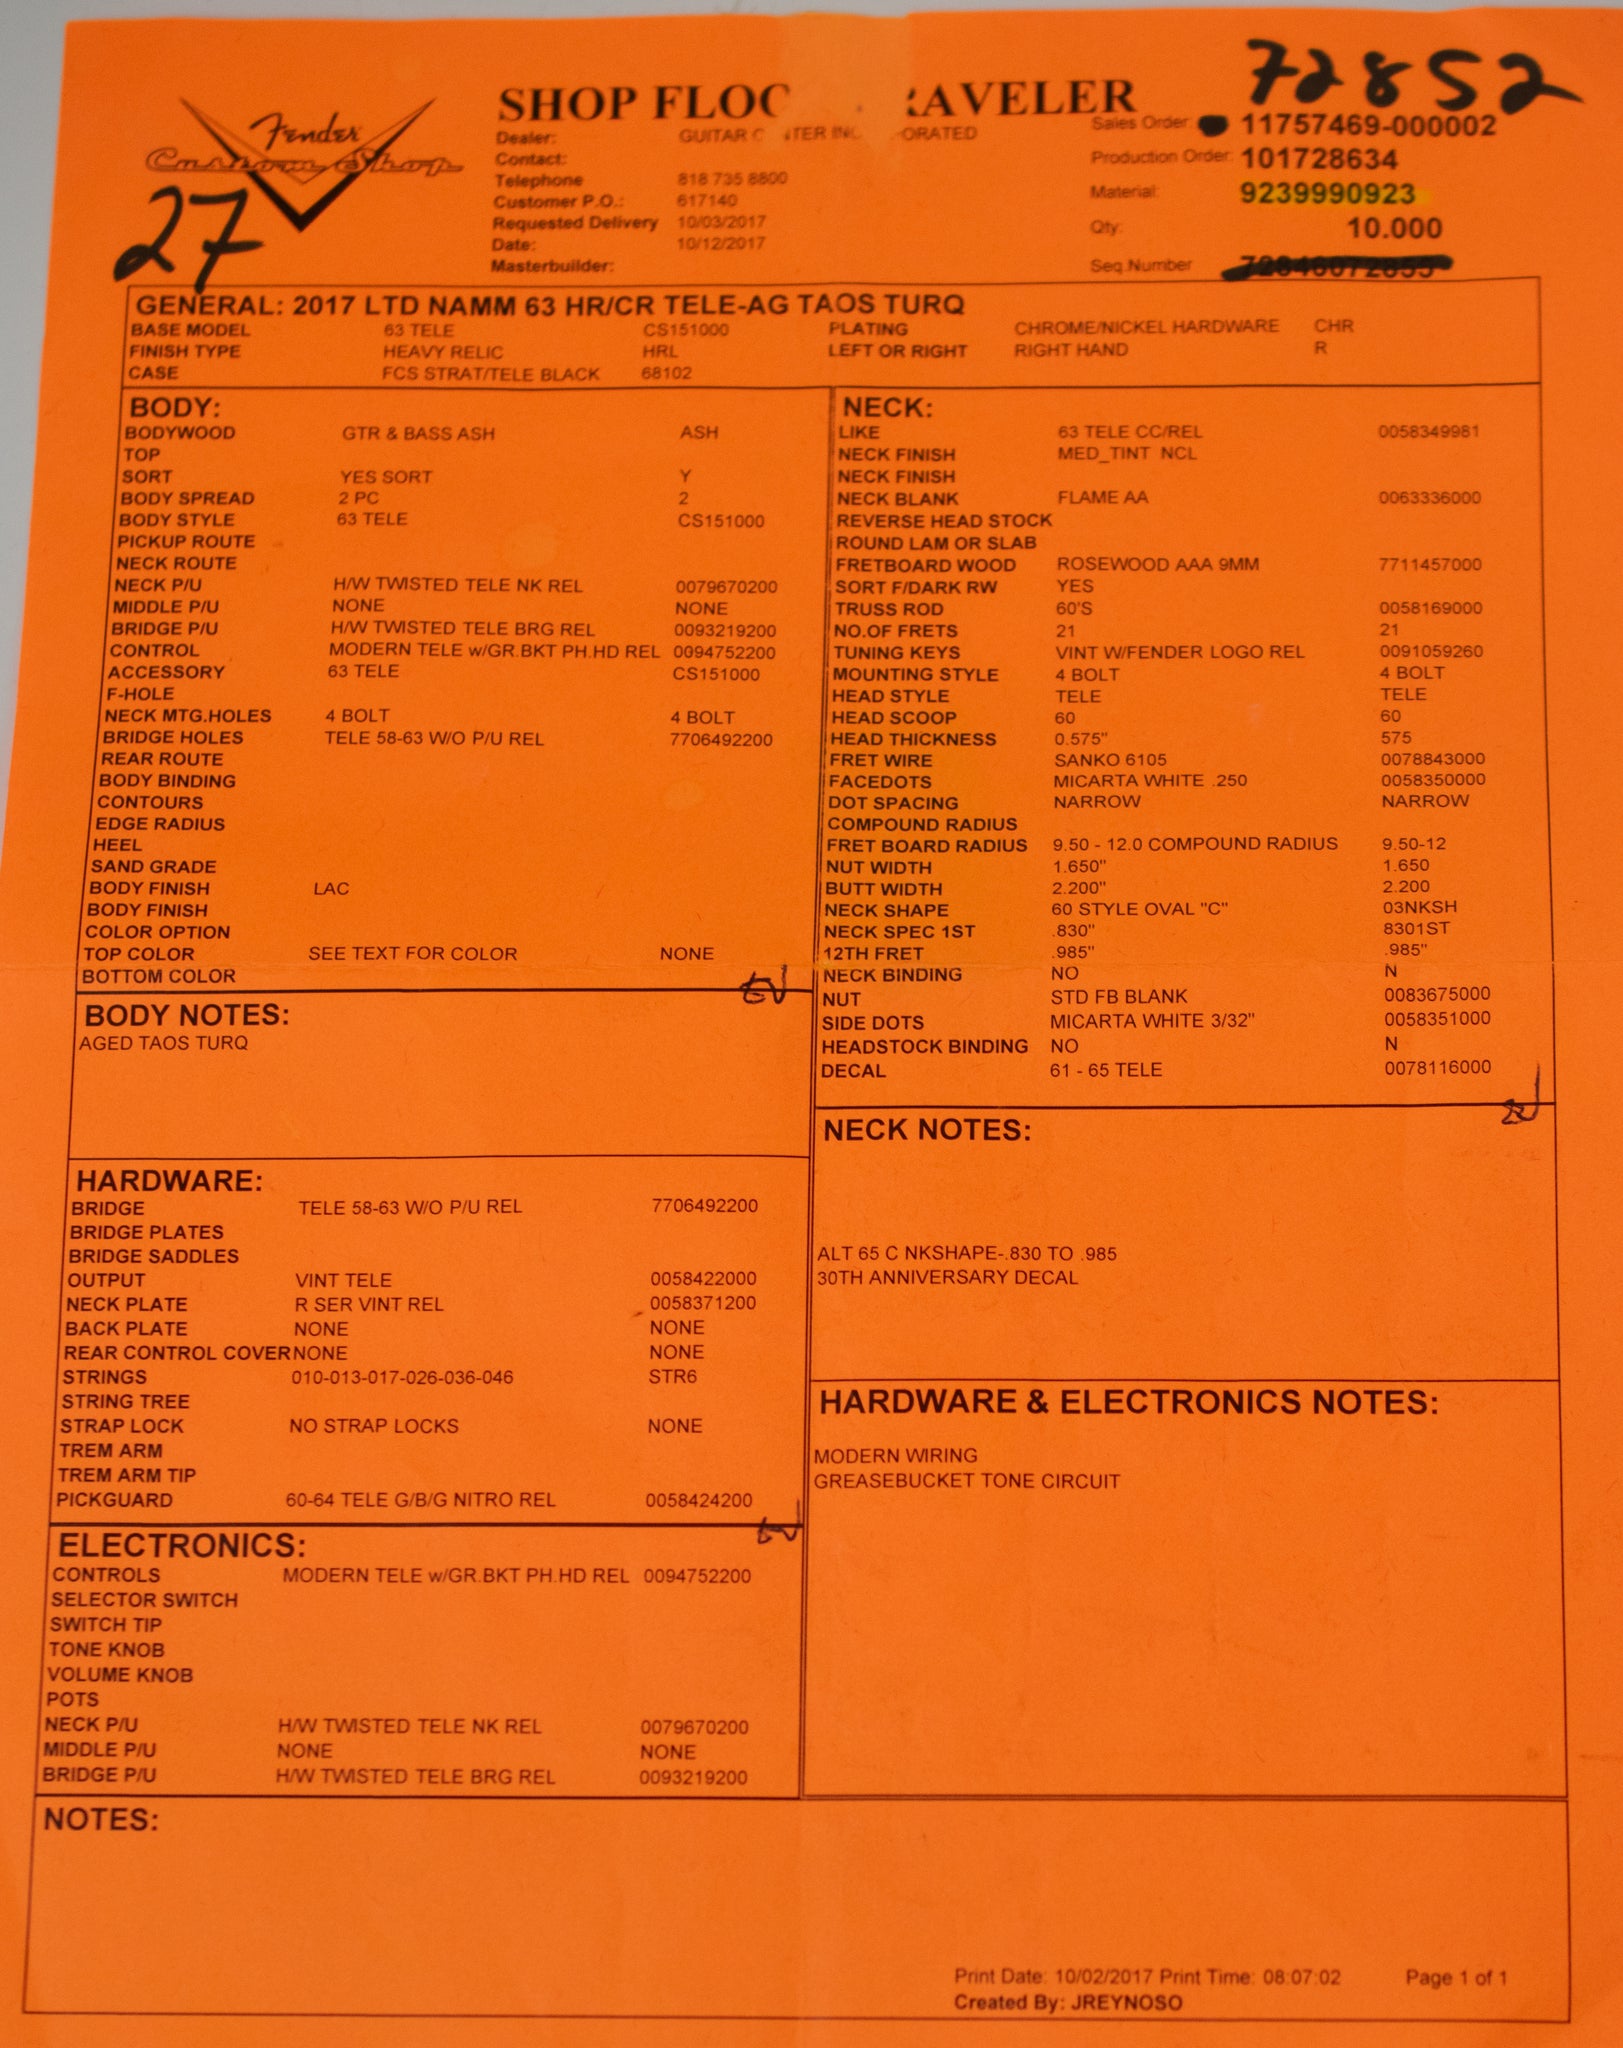 72852
SHOP FLOO RAVELER
Fender
Custom Shop
27
Dealer: GUITAR C NTER INC PORATED
Contact:
Telephone 818 735 8800
Customer P.O.: 617140
Requested Delivery 10/03/2017
Date: 10/12/2017
Masterbuilder:
Sales Order: 11757469-000002
Production Order: 101728634
Material: 9239990923
Qty: 10.000
Seq.Number
GENERAL: 2017 LTD NAMM 63 HR/CR TELE-AG TAOS TURQ
BASE MODEL 63 TELE CS151000 PLATING CHROME/NICKEL HARDWARE CHR
FINISH TYPE HEAVY RELIC HRL LEFT OR RIGHT RIGHT HAND R
CASE FCS STRAT/TELE BLACK 68102
BODY:
BODYWOOD GTR & BASS ASH ASH
TOP
SORT YES SORT Y
BODY SPREAD 2 PC 2
BODY STYLE 63 TELE CS151000
PICKUP ROUTE
NECK ROUTE
NECK P/U H/W TWISTED TELE NK REL 0079670200
MIDDLE P/U NONE NONE
BRIDGE P/U H/W TWISTED TELE BRG REL 0093219200
CONTROL MODERN TELE w/GR.BKT PH.HD REL 0094752200
ACCESSORY 63 TELE CS151000
F-HOLE
NECK MTG.HOLES 4 BOLT 4 BOLT
BRIDGE HOLES TELE 58-63 W/O P/U REL 7706492200
REAR ROUTE
BODY BINDING
CONTOURS
EDGE RADIUS
HEEL
SAND GRADE
BODY FINISH LAC
BODY FINISH
COLOR OPTION
TOP COLOR SEE TEXT FOR COLOR NONE
BOTTOM COLOR
BODY NOTES:
AGED TAOS TURQ
HARDWARE:
BRIDGE TELE 58-63 W/O P/U REL 7706492200
BRIDGE PLATES
BRIDGE SADDLES
OUTPUT VINT TELE 0058422000
NECK PLATE R SER VINT REL 0058371200
BACK PLATE NONE NONE
REAR CONTROL COVER NONE NONE
STRINGS 010-013-017-026-036-046 STR6
STRING TREE
STRAP LOCK NO STRAP LOCKS NONE
TREM ARM
TREM ARM TIP
PICKGUARD 60-64 TELE G/B/G NITRO REL 0058424200
ELECTRONICS:
CONTROLS MODERN TELE w/GR.BKT PH.HD REL 0094752200
SELECTOR SWITCH
SWITCH TIP
TONE KNOB
VOLUME KNOB
POTS
NECK P/U H/W TWISTED TELE NK REL 0079670200
MIDDLE P/U NONE NONE
BRIDGE P/U H/W TWISTED TELE BRG REL 0093219200
NECK:
LIKE 63 TELE CC/REL 0058349981
NECK FINISH MED_TINT NCL
NECK FINISH
NECK BLANK FLAME AA 0063336000
REVERSE HEAD STOCK
ROUND LAM OR SLAB
FRETBOARD WOOD ROSEWOOD AAA 9MM 7711457000
SORT F/DARK RW YES
TRUSS ROD 60'S 0058169000
NO.OF FRETS 21 21
TUNING KEYS VINT W/FENDER LOGO REL 0091059260
MOUNTING STYLE 4 BOLT 4 BOLT
HEAD STYLE TELE TELE
HEAD SCOOP 60 60
HEAD THICKNESS 0.575" 575
FRET WIRE SANKO 6105 0078843000
FACEDOTS MICARTA WHITE .250 0058350000
DOT SPACING NARROW NARROW
COMPOUND RADIUS
FRET BOARD RADIUS 9.50 - 12.0 COMPOUND RADIUS 9.50-12
NUT WIDTH 1.650" 1.650
BUTT WIDTH 2.200" 2.200
NECK SHAPE 60 STYLE OVAL "C" 03NKSH
NECK SPEC 1ST .830" 8301ST
12TH FRET .985" .985"
NECK BINDING NO N
NUT STD FB BLANK 0083675000
SIDE DOTS MICARTA WHITE 3/32" 0058351000
HEADSTOCK BINDING NO N
DECAL 61 - 65 TELE 0078116000
NECK NOTES:
ALT 65 C NKSHAPE-.830 TO .985
30TH ANNIVERSARY DECAL
HARDWARE & ELECTRONICS NOTES:
MODERN WIRING
GREASEBUCKET TONE CIRCUIT
NOTES:
Print Date: 10/02/2017 Print Time: 08:07:02 Page 1 of 1
Created By: JREYNOSO